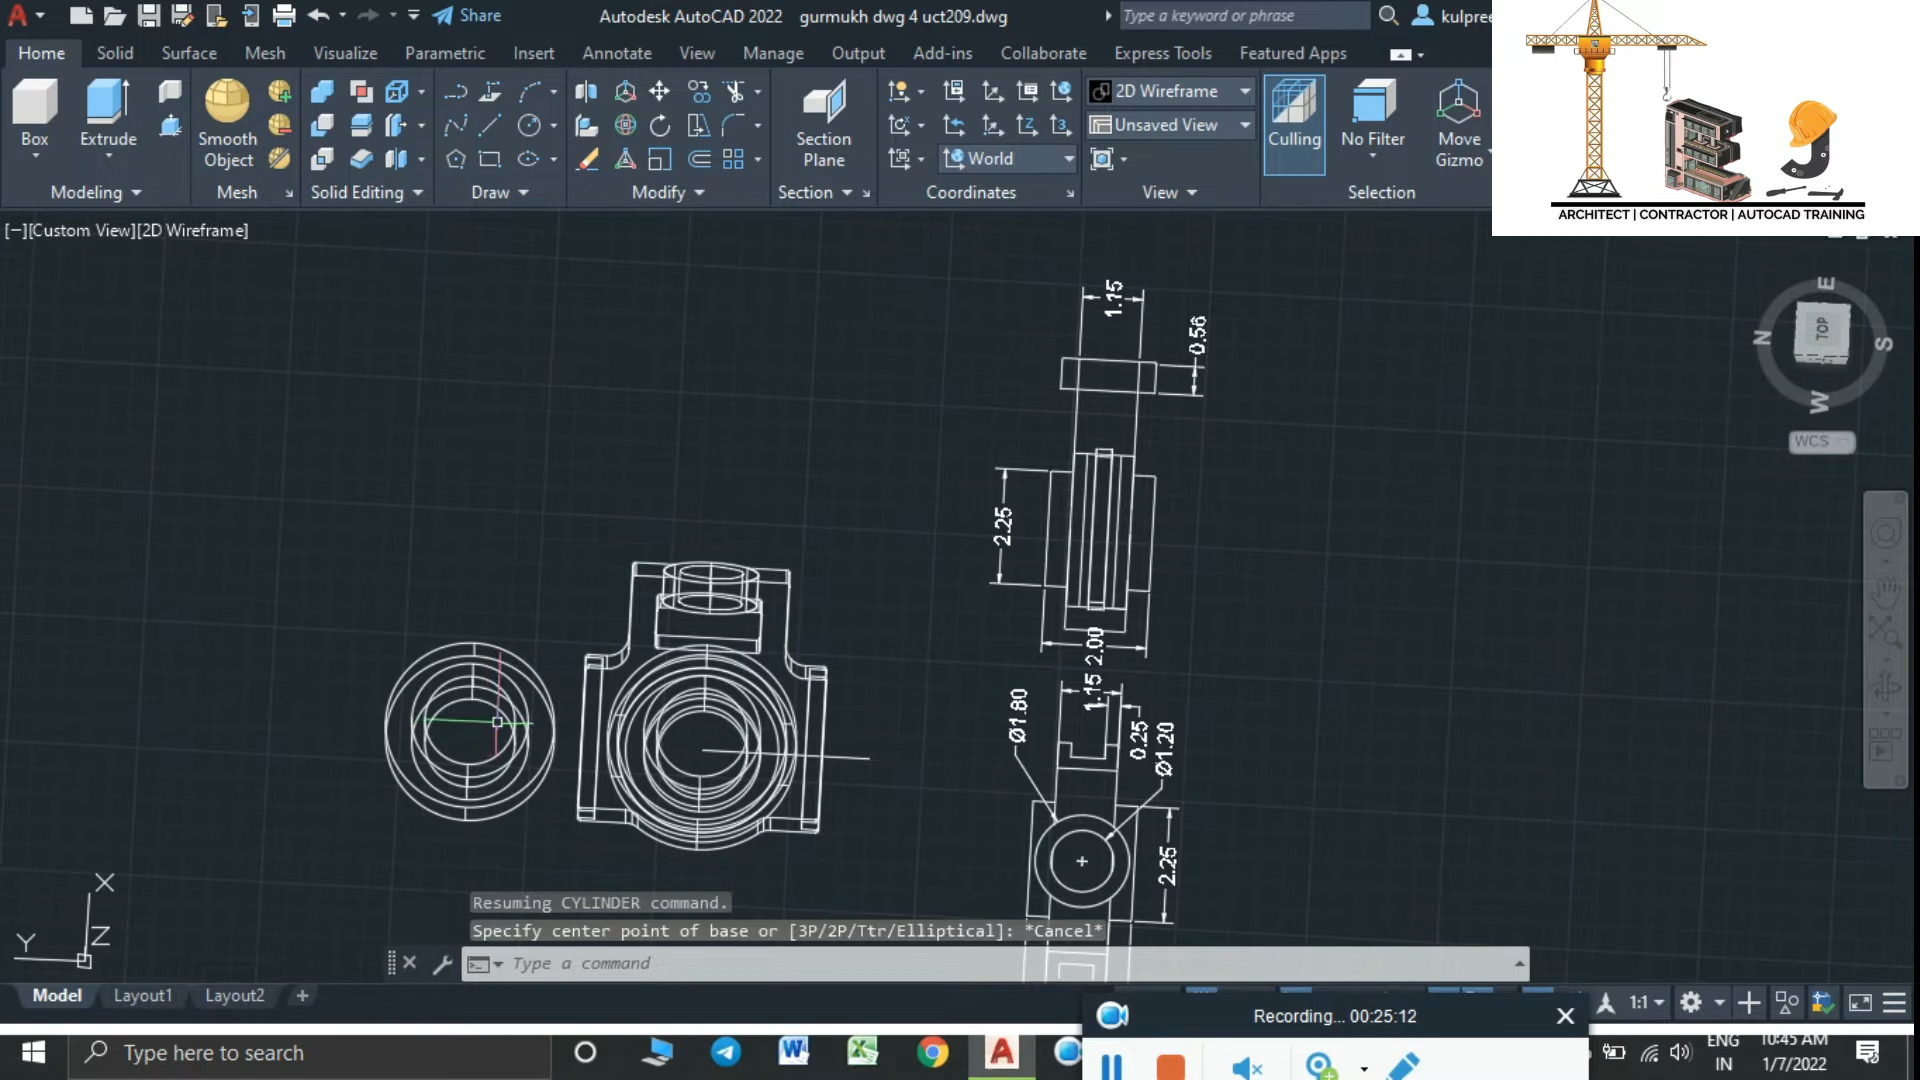 Share
Autodesk AutoCAD 2022 gurmukh dwg 4 uct209.dwg
Type a keyword or phrase
Home Solid Surface Mesh Visualize Parametric Insert Annotate View Manage Output Add-ins Collaborate Express Tools Featured Apps
Box
Extrude
Smooth Object
Section Plane
World
2D Wireframe
Unsaved View
Culling
No Filter
Move Gizmo
Modeling Mesh Solid Editing Draw Modify Section Coordinates View Selection
ARCHITECT | CONTRACTOR | AUTOCAD TRAINING
[−][Custom View][2D Wireframe]
E
N
TOP
S
W
WCS
1.15
0.56
2.25
2.00
1.15
Ø1.80
0.25
Ø1.20
2.25
X
Y
Z
Resuming CYLINDER command.
Specify center point of base or [3P/2P/Ttr/Elliptical]: *Cancel*
Type a command
Model Layout1 Layout2 +
1:1
Recording... 00:25:12
Type here to search
ENG
IN
10:45 AM
1/7/2022